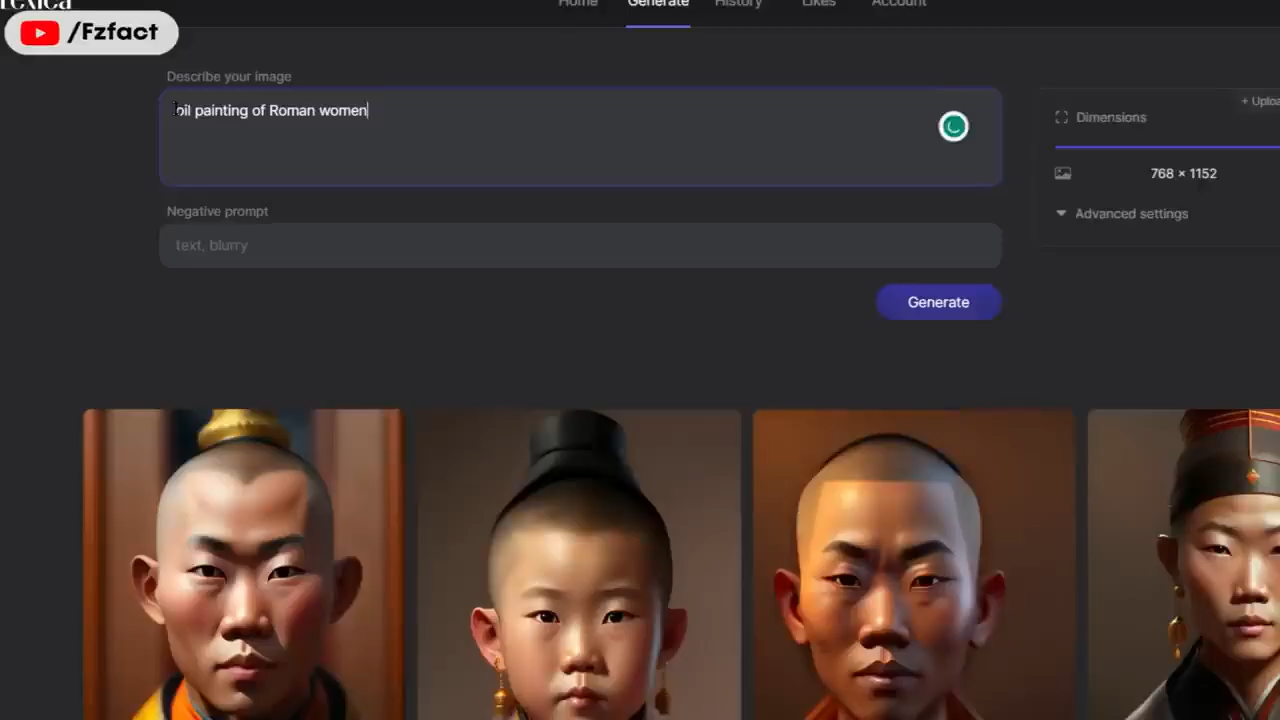 Home Generate History Likes Account
/Fzfact
Describe your image
oil painting of Roman women
+ Uploa
Dimensions
768 × 1152
Negative prompt
Advanced settings
text, blurry
Generate